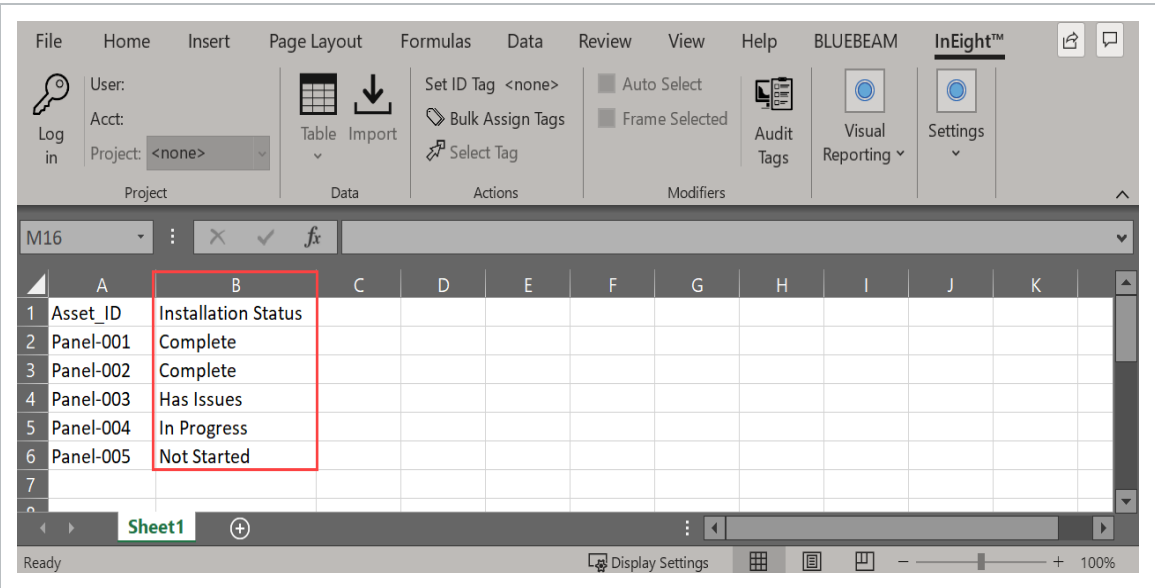 File Home Insert Page Layout Formulas Data Review View Help BLUEBEAM InEight™
Log in
User:
Acct:
Project: <none>
Project
Table Import
Data
Set ID Tag <none>
Bulk Assign Tags
Select Tag
Actions
Auto Select
Frame Selected
Modifiers
Audit
Tags
Visual
Reporting
Settings
M16 fx
A B C D E F G H I J K
1 Asset_ID Installation Status
2 Panel-001 Complete
3 Panel-002 Complete
4 Panel-003 Has Issues
5 Panel-004 In Progress
6 Panel-005 Not Started
7
Sheet1
Ready Display Settings 100%